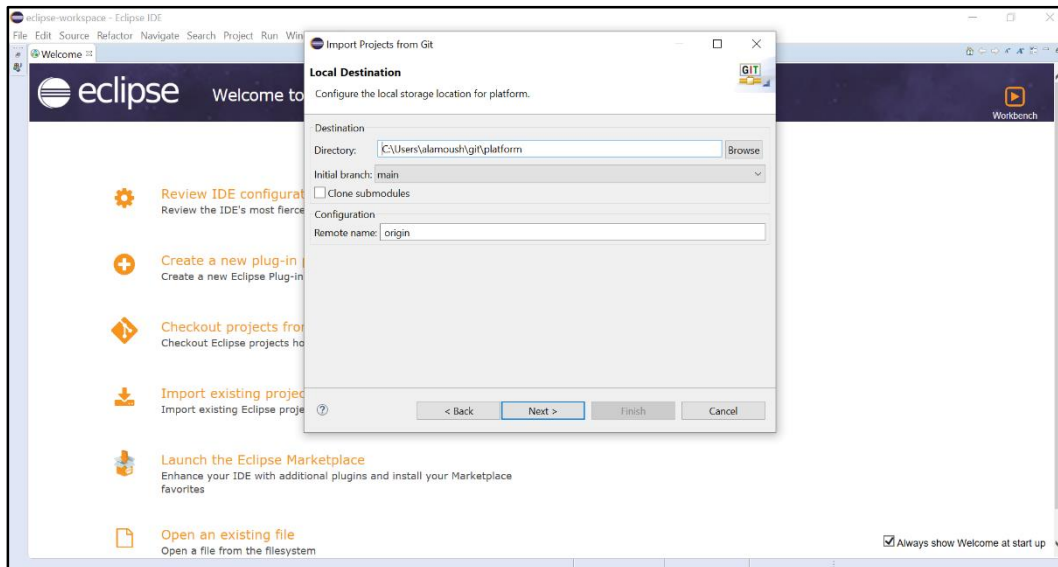 eclipse-workspace - Eclipse IDE
File Edit Source Refactor Navigate Search Project Run Win
Welcome
eclipse
Welcome to
Workbench
Review IDE configurat
Review the IDE's most fierce
Create a new plug-in
Create a new Eclipse Plug-in
Checkout projects fro
Checkout Eclipse projects ho
Import existing projec
Import existing Eclipse proje
Launch the Eclipse Marketplace
Enhance your IDE with additional plugins and install your Marketplace
favorites
Open an existing file
Open a file from the filesystem
Always show Welcome at start up
Import Projects from Git
Local Destination
Configure the local storage location for platform.
GIT
Destination
Directory: C:\Users\alamoush\git\platform Browse
Initial branch: main
Clone submodules
Configuration
Remote name: origin
< Back Next > Finish Cancel